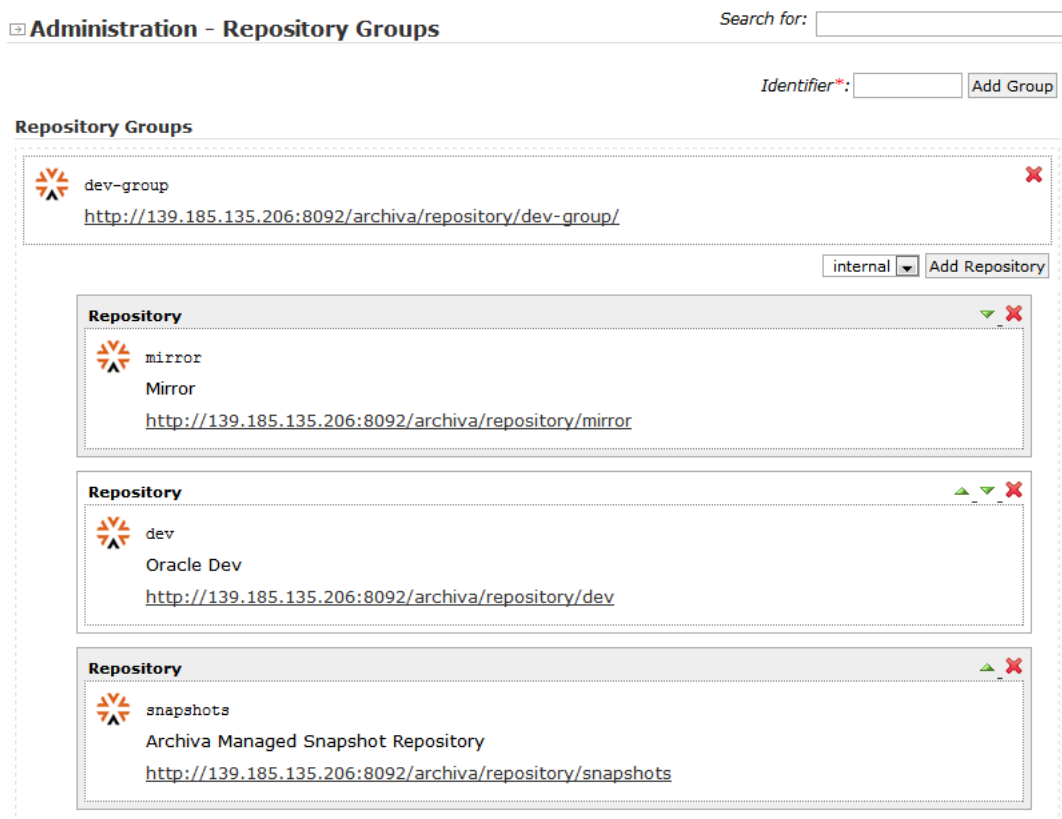 Administration - Repository Groups
Search for:
Identifier*:
Add Group
Repository Groups
dev-group
http://139.185.135.206:8092/archiva/repository/dev-group/
internal
Add Repository
Repository
mirror
Mirror
http://139.185.135.206:8092/archiva/repository/mirror
Repository
dev
Oracle Dev
http://139.185.135.206:8092/archiva/repository/dev
Repository
snapshots
Archiva Managed Snapshot Repository
http://139.185.135.206:8092/archiva/repository/snapshots